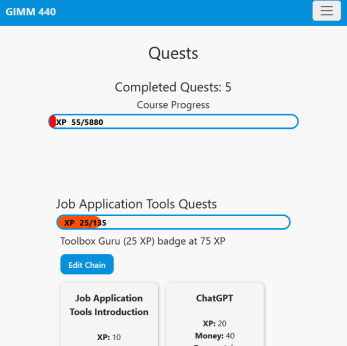 GIMM 440
Quests
Completed Quests: 5
Course Progress
XP 55/5880
Job Application Tools Quests
XP 25/135
Toolbox Guru (25 XP) badge at 75 XP
Edit Chain
Job Application
Tools Introduction
XP: 10
ChatGPT
XP: 20
Money: 40